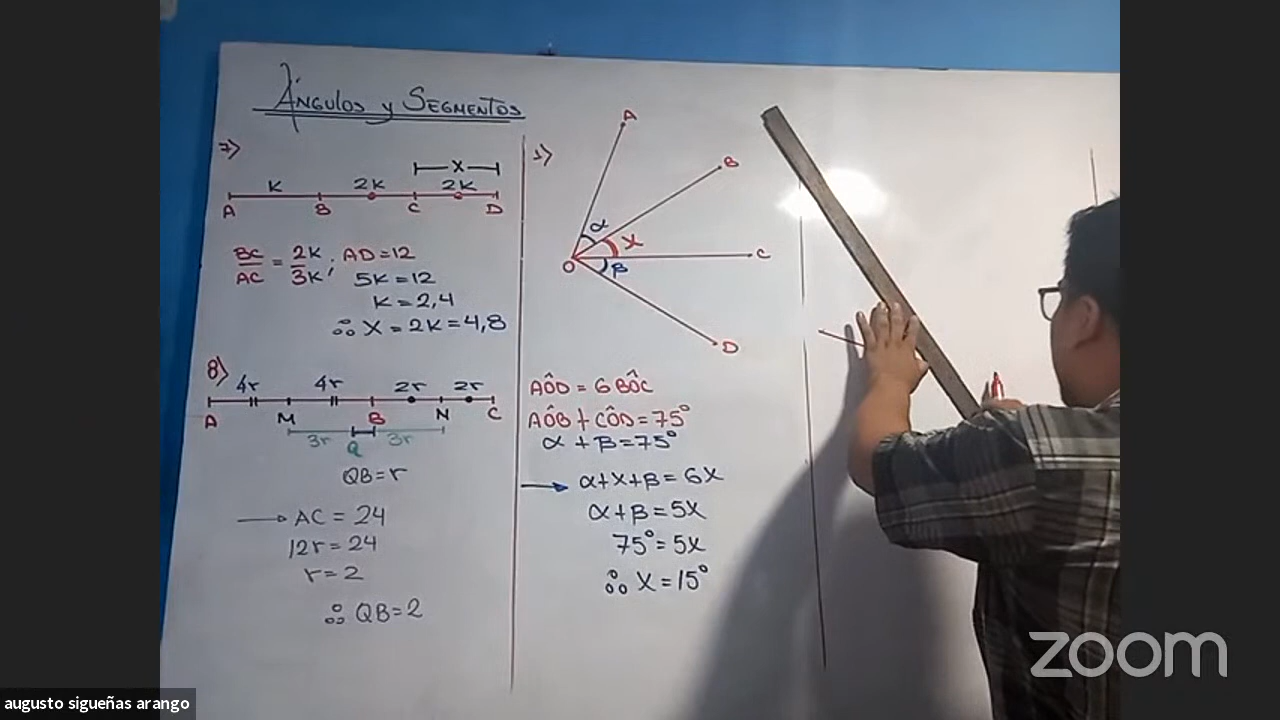 Ángulos y Segmentos
7)
X
K 2K 2K
A B C D
BC/AC = 2K/3K; AD=12
5K=12
K=2,4
∴ X=2K=4,8
8)
4r 4r 2r 2r
A M B N C
3r Q 3r
QB=r
→ AC=24
12r=24
r=2
∴ QB=2
1)
A
B
α
X
C
O
β
D
AÔD = 6 BÔC
AÔB + CÔD = 75°
α + β = 75°
→ α+X+β = 6X
α+β = 5X
75° = 5X
∴ X = 15°
zoom
augusto sigueñas arango